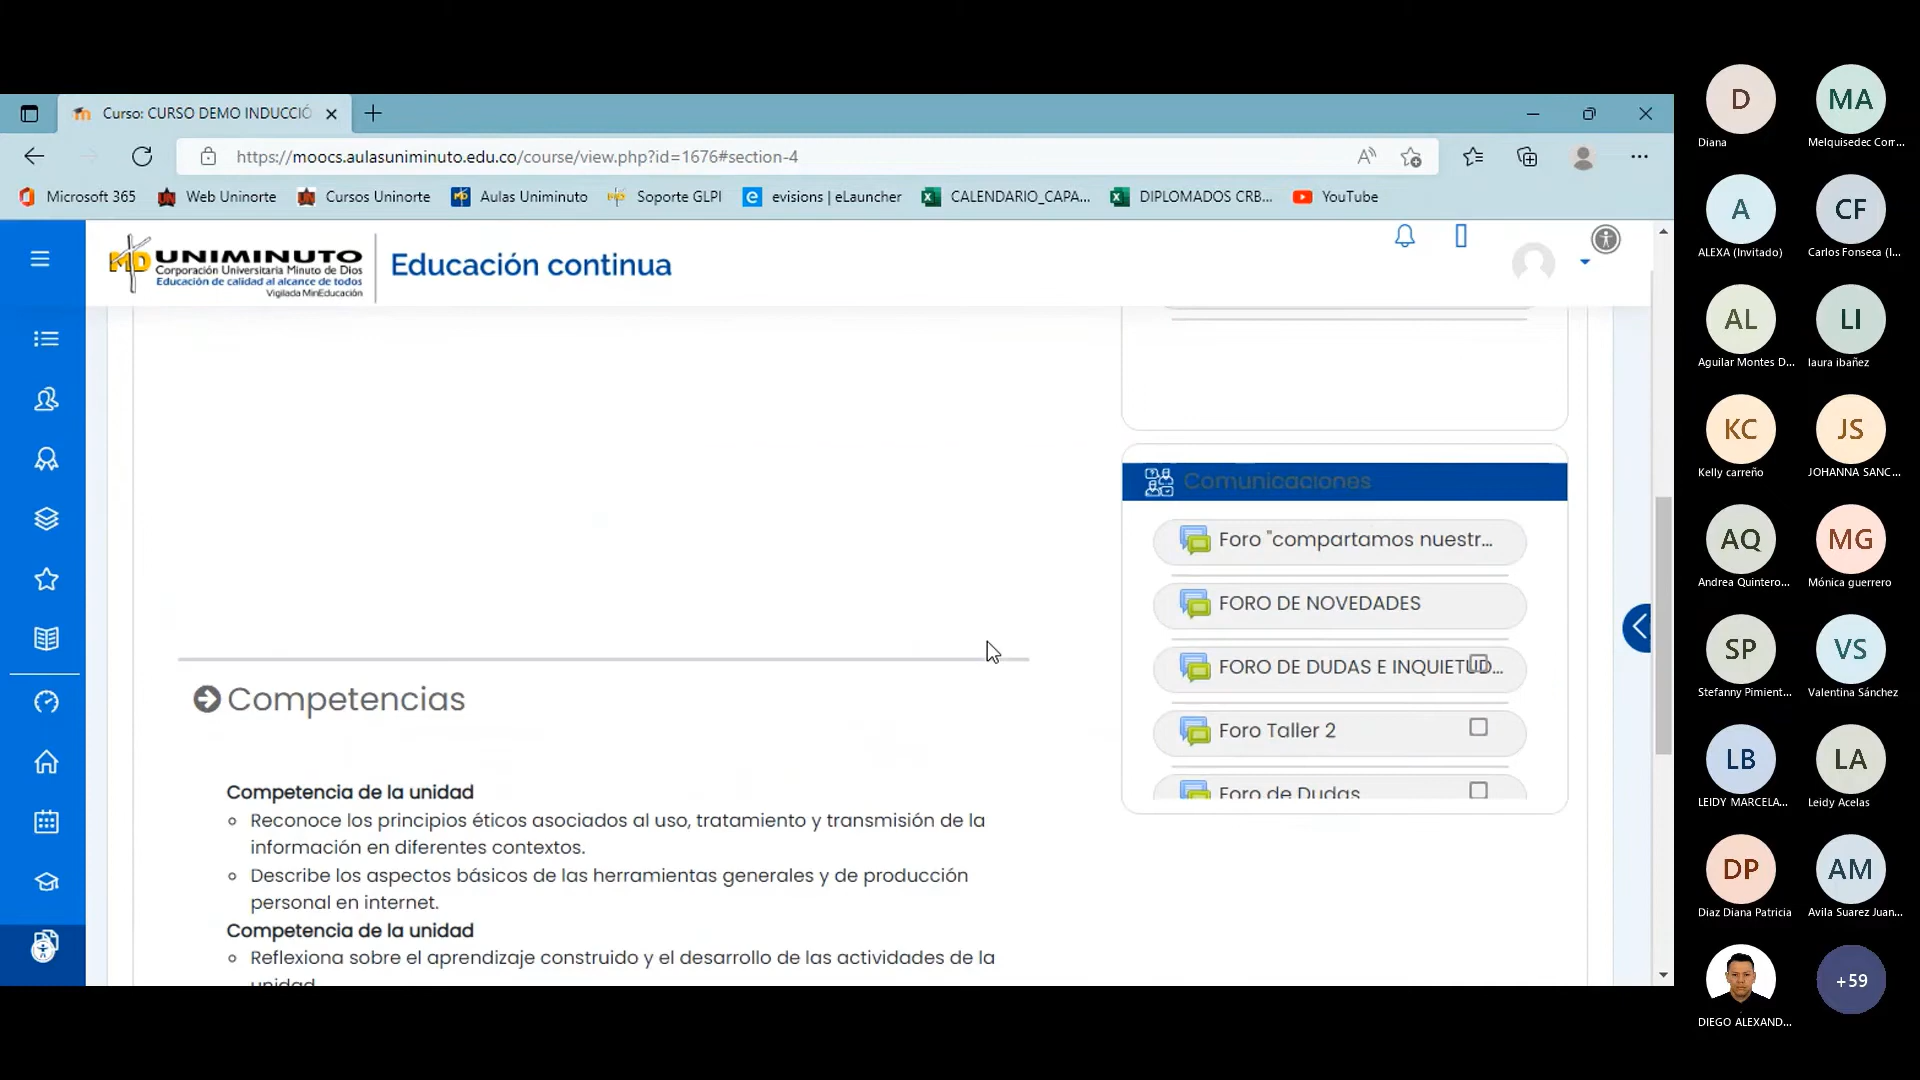 Curso: CURSO DEMO INDUCCIÓ
https://moocs.aulasuniminuto.edu.co/course/view.php?id=1676#section-4
Microsoft 365
Web Uninorte
Cursos Uninorte
Aulas Uniminuto
Soporte GLPI
evisions | eLauncher
CALENDARIO_CAPA...
DIPLOMADOS CRB...
YouTube
UNIMINUTO
Corporación Universitaria Minuto de Dios
Educación de calidad al alcance de todos
Vigilada MinEducación
Educación continua
Comunicaciones
Foro "compartamos nuestr...
FORO DE NOVEDADES
FORO DE DUDAS E INQUIETUD...
Foro Taller 2
Foro de Dudas
Competencias
Competencia de la unidad
Reconoce los principios éticos asociados al uso, tratamiento y transmisión de la
información en diferentes contextos.
Describe los aspectos básicos de las herramientas generales y de producción
personal en internet.
Competencia de la unidad
Reflexiona sobre el aprendizaje construido y el desarrollo de las actividades de la
unidad
D
Diana
MA
Melquisedec Corr...
A
ALEXA (Invitado)
CF
Carlos Fonseca (I...
AL
Aguilar Montes D...
LI
laura ibañez
KC
Kelly carreño
JS
JOHANNA SANC...
AQ
Andrea Quintero...
MG
Mónica guerrero
SP
Stefanny Pimient...
VS
Valentina Sánchez
LB
LEIDY MARCELA...
LA
Leidy Acelas
DP
Diaz Diana Patricia
AM
Avila Suarez Juan...
DIEGO ALEXAND...
+59